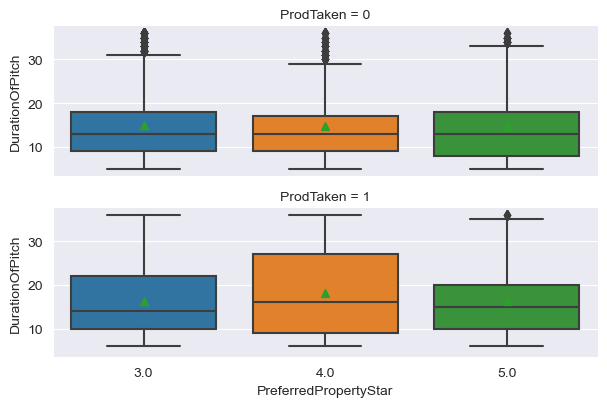 ProdTaken = 0
DurationOfPitch
30
20
10
ProdTaken = 1
DurationOfPitch
30
20
10
3.0 4.0 5.0
PreferredPropertyStar